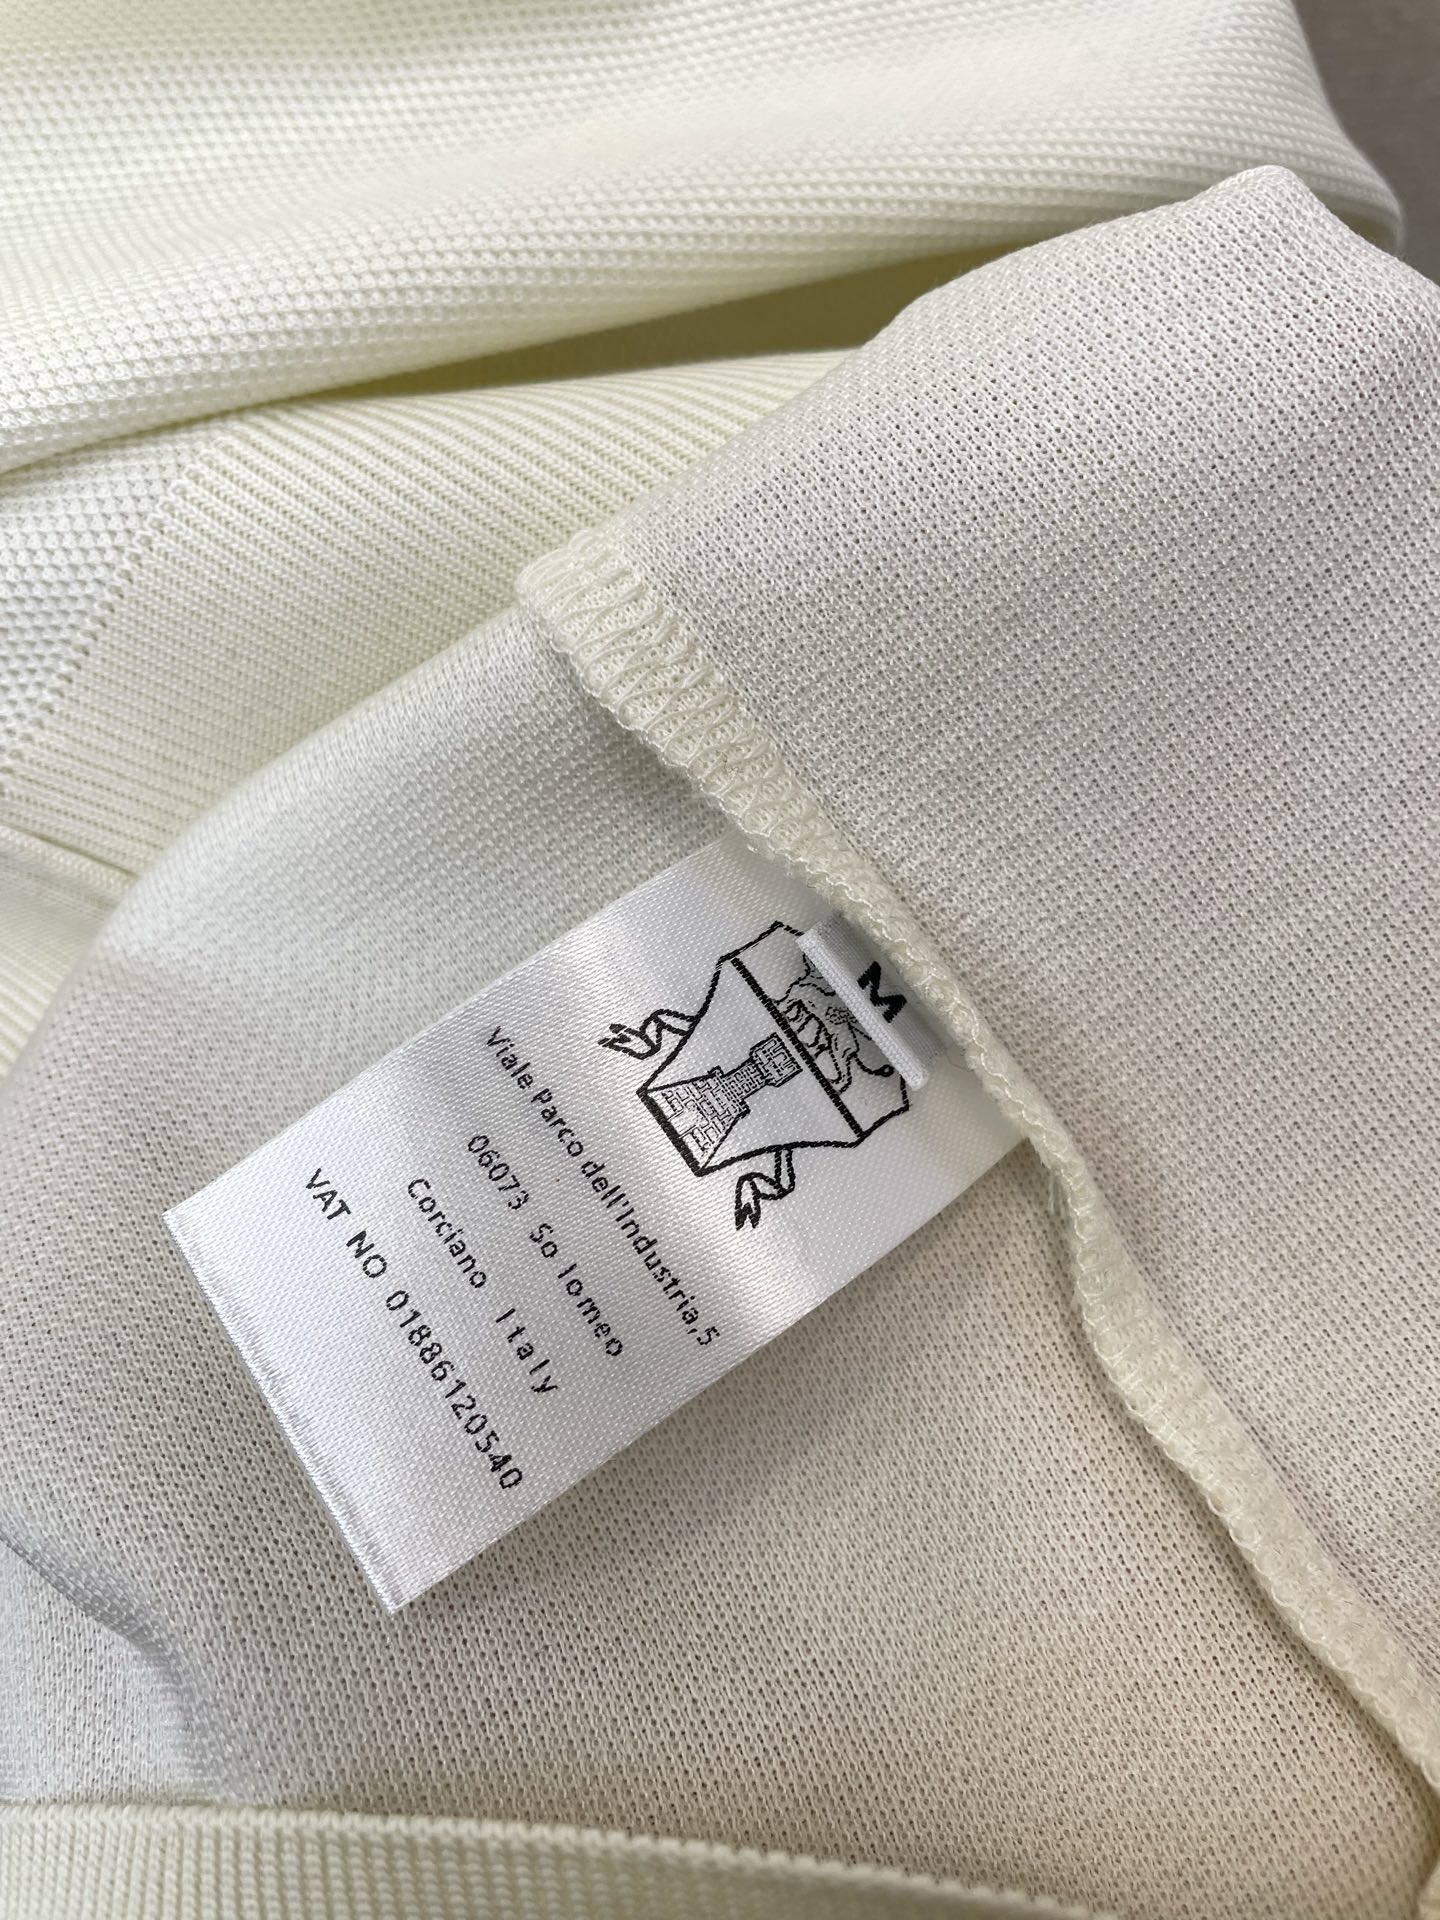 M
Viale Parco dell'Industria,5
06073 So lomeo
Corciano Italy
VAT NO 01886120540